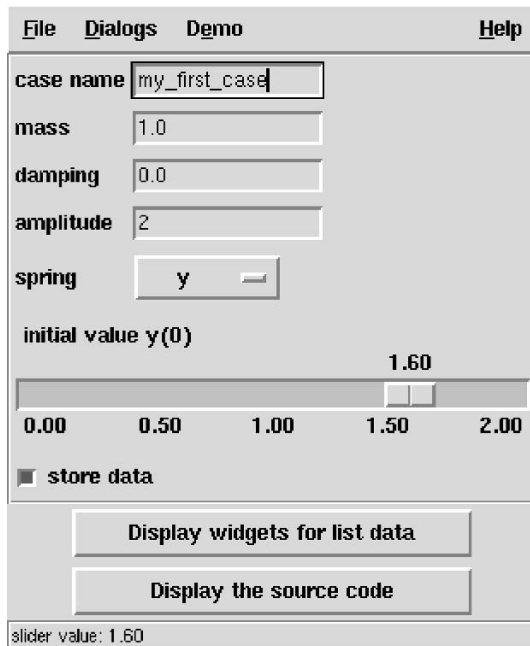 File Dialogs Demo Help
case name my_first_case
mass 1.0
damping 0.0
amplitude 2
spring y
initial value y(0)
1.60
0.00 0.50 1.00 1.50 2.00
store data
Display widgets for list data
Display the source code
slider value: 1.60